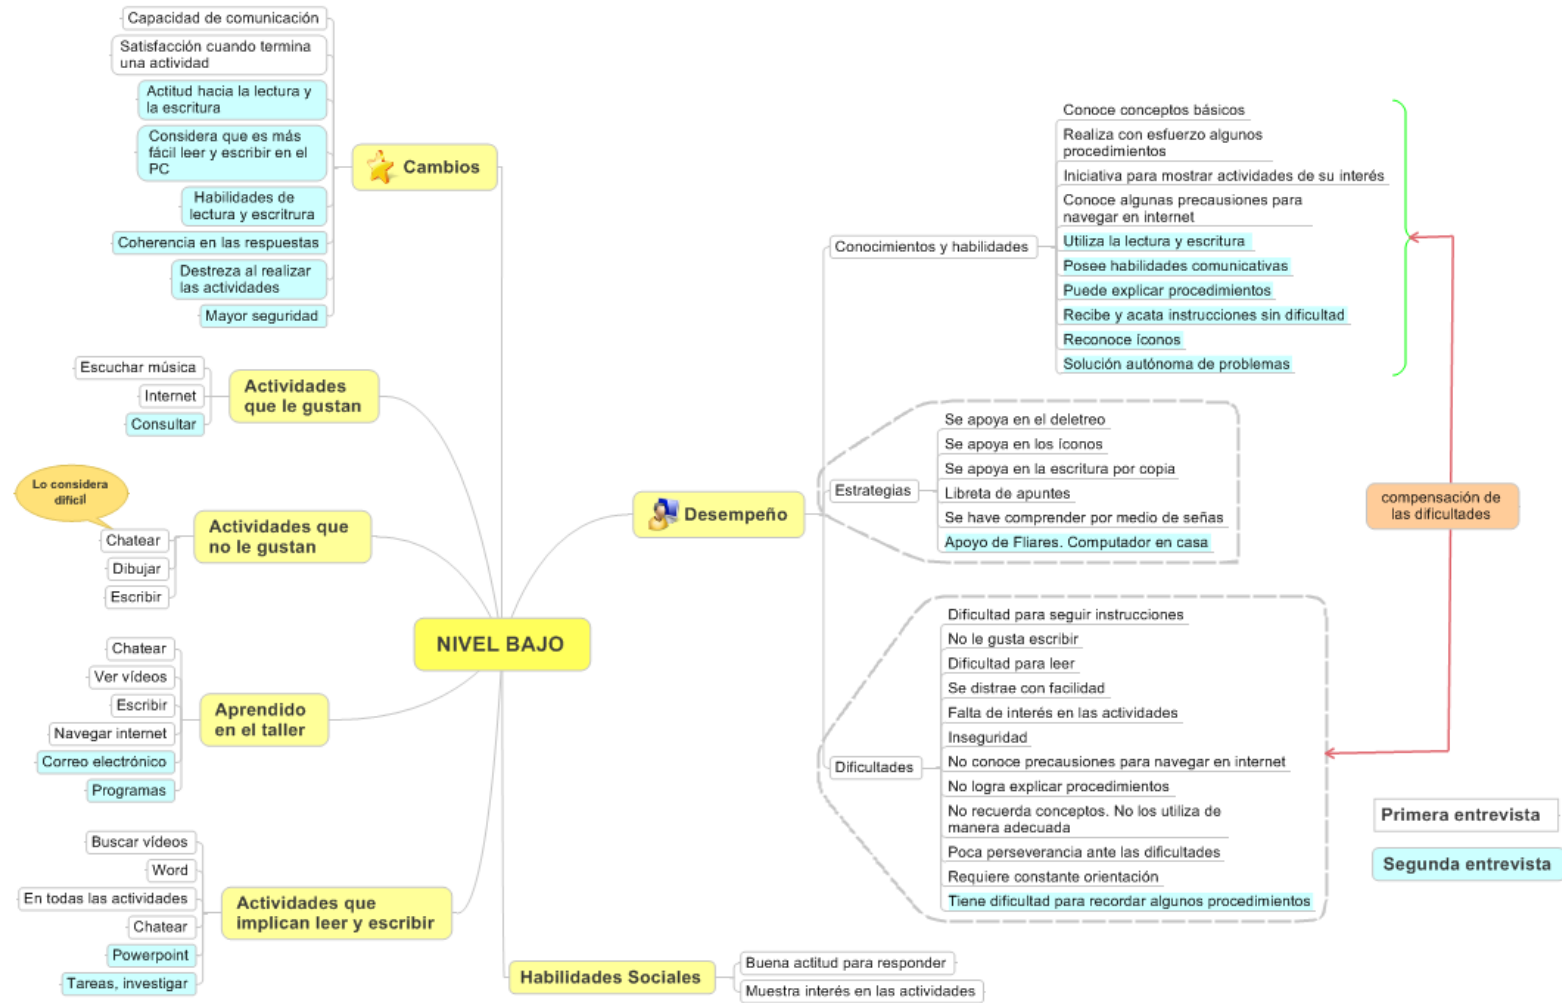 Capacidad de comunicación
Satisfacción cuando termina
una actividad
Actitud hacia la lectura y
la escritura
Considera que es más
fácil leer y escribir en el
PC
Habilidades de
lectura y escritrura
Coherencia en las respuestas
Destreza al realizar
las actividades
Mayor seguridad
Cambios
Escuchar música
Internet
Consultar
Actividades
que le gustan
Lo considera
dificil
Chatear
Dibujar
Escribir
Actividades que
no le gustan
Chatear
Ver vídeos
Escribir
Navegar internet
Correo electrónico
Programas
Aprendido
en el taller
Buscar vídeos
Word
En todas las actividades
Chatear
Powerpoint
Tareas, investigar
Actividades que
implican leer y escribir
NIVEL BAJO
Desempeño
Conocimientos y habilidades
Conoce conceptos básicos
Realiza con esfuerzo algunos
procedimientos
Iniciativa para mostrar actividades de su interés
Conoce algunas precausiones para
navegar en internet
Utiliza la lectura y escritura
Posee habilidades comunicativas
Puede explicar procedimientos
Recibe y acata instrucciones sin dificultad
Reconoce íconos
Solución autónoma de problemas
Estrategias
Se apoya en el deletreo
Se apoya en los íconos
Se apoya en la escritura por copia
Libreta de apuntes
Se have comprender por medio de señas
Apoyo de Fliares. Computador en casa
Dificultades
Dificultad para seguir instrucciones
No le gusta escribir
Dificultad para leer
Se distrae con facilidad
Falta de interés en las actividades
Inseguridad
No conoce precausiones para navegar en internet
No logra explicar procedimientos
No recuerda conceptos. No los utiliza de
manera adecuada
Poca perseverancia ante las dificultades
Requiere constante orientación
Tiene dificultad para recordar algunos procedimientos
compensación de
las dificultades
Habilidades Sociales
Buena actitud para responder
Muestra interés en las actividades
Primera entrevista
Segunda entrevista